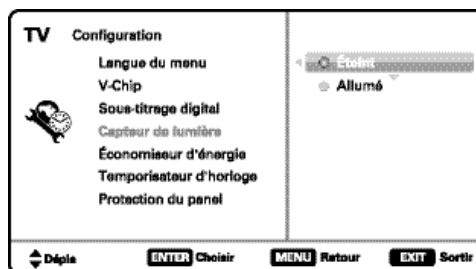 TV Configuration
Langue du menu
V-Chip
Sous-titrage digital
Capteur de lumière
Économiseur d'énergie
Temporisateur d'horloge
Protection du panel
Éteint
Allumé
Dépla ENTER Choisir MENU Retour EXIT Sortir